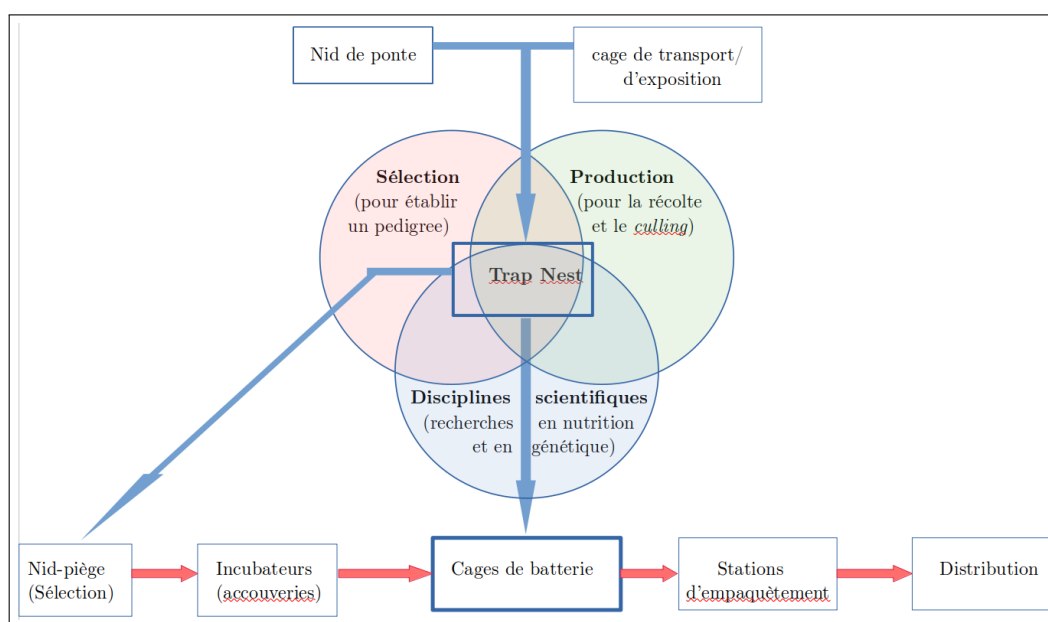 Nid de ponte
cage de transport/
d'exposition
Sélection
(pour établir
un pedigree)
Production
(pour la récolte
et le culling)
Trap Nest
Disciplines scientifiques
(recherches en nutrition
et en génétique)
Nid-piège
(Sélection)
Incubateurs
(accouveries)
Cages de batterie
Stations
d'empaquètement
Distribution